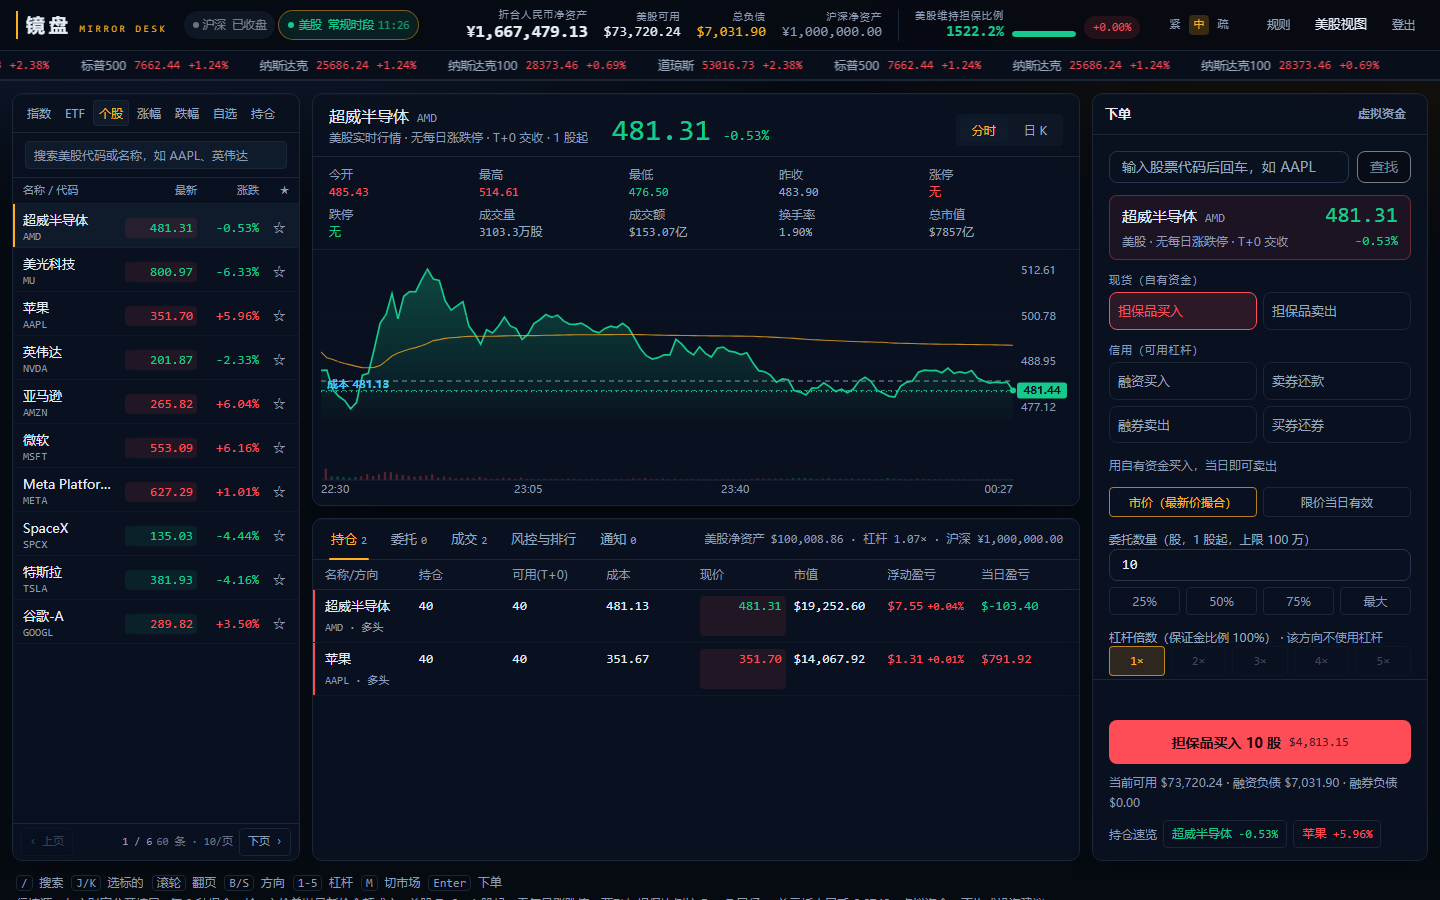 镜盘 MIRROR DESK
沪深 已收盘
美股 常规时段 11:26
折合人民币净资产 ¥1,667,479.13
美股可用 $73,720.24
总负债 $7,031.90
沪深净资产 ¥1,000,000.00
美股维持担保比例 1522.2%
+0.00%
紧 中 疏
规则 美股视图 登出
+2.38% 标普500 7662.44 +1.24% 纳斯达克 25686.24 +1.24% 纳斯达克100 28373.46 +0.69% 道琼斯 53016.73 +2.38% 标普500 7662.44 +1.24% 纳斯达克 25686.24 +1.24% 纳斯达克100 28373.46 +0.69%
指数 ETF 个股 涨幅 跌幅 自选 持仓
搜索美股代码或名称，如 AAPL、英伟达
名称 / 代码 最新 涨跌 ★
超威半导体 481.31 -0.53% ☆
AMD
美光科技 800.97 -6.33% ☆
MU
苹果 351.70 +5.96% ☆
AAPL
英伟达 201.87 -2.33% ☆
NVDA
亚马逊 265.82 +6.04% ☆
AMZN
微软 553.09 +6.16% ☆
MSFT
Meta Platfor... 627.29 +1.01% ☆
META
SpaceX 135.03 -4.44% ☆
SPCX
特斯拉 381.93 -4.16% ☆
TSLA
谷歌-A 289.82 +3.50% ☆
GOOGL
‹ 上页 1 / 6 60 条 · 10/页 下页 ›
超威半导体 AMD
美股实时行情 · 无每日涨跌停 · T+0 交收 · 1 股起
481.31 -0.53%
分时 日 K
今开 最高 最低 昨收 涨停
485.43 514.61 476.50 483.90 无
跌停 成交量 成交额 换手率 总市值
无 3103.3万股 $153.07亿 1.90% $7857亿
512.61
500.78
488.95
成本 481.13
481.44
477.12
22:30 23:05 23:40 00:27
持仓 2 委托 0 成交 2 风控与排行 通知 0
美股净资产 $100,008.86 · 杠杆 1.07× · 沪深 ¥1,000,000.00
名称/方向 持仓 可用(T+0) 成本 现价 市值 浮动盈亏 当日盈亏
超威半导体 40 40 481.13 481.31 $19,252.60 $7.55 +0.04% $-103.40
AMD · 多头
苹果 40 40 351.67 351.70 $14,067.92 $1.31 +0.01% $791.92
AAPL · 多头
下单 虚拟资金
输入股票代码后回车，如 AAPL 查找
超威半导体 AMD 481.31
美股 · 无每日涨跌停 · T+0 交收 -0.53%
现货（自有资金）
担保品买入 担保品卖出
信用（可用杠杆）
融资买入 卖券还款
融券卖出 买券还券
用自有资金买入，当日即可卖出
市价（最新价撮合） 限价当日有效
委托数量（股，1 股起，上限 100 万）
10
25% 50% 75% 最大
杠杆倍数（保证金比例 100%）· 该方向不使用杠杆
1× 2× 3× 4× 5×
担保品买入 10 股 $4,813.15
当前可用 $73,720.24 · 融资负债 $7,031.90 · 融券负债
$0.00
持仓速览 超威半导体 -0.53% 苹果 +5.96%
/ 搜索 J/K 选标的 滚轮 翻页 B/S 方向 1-5 杠杆 M 切市场 Enter 下单